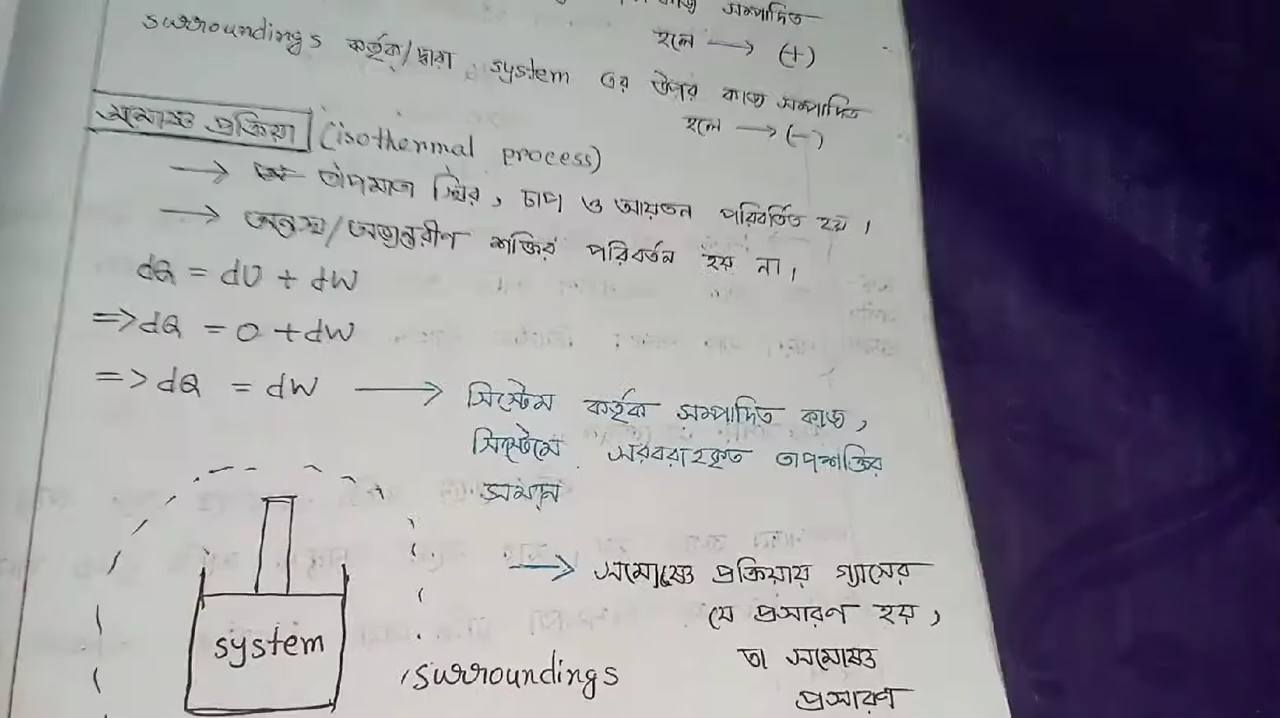 কাজ সম্পাদিত
হলে → (+)
surroundings কর্তৃক/দ্বারা system এর উপর কাজ সম্পাদিত
হলে → (-)
সমোষ্ণ প্রক্রিয়া (isothermal process)
→ তাপমাত্রা স্থির, চাপ ও আয়তন পরিবর্তিত হয়।
→ অন্তস্থ/অভ্যন্তরীণ শক্তির পরিবর্তন হয় না।
dQ = dU + dW
=> dQ = 0 + dW
=> dQ = dW → সিস্টেম কর্তৃক সম্পাদিত কাজ,
সিস্টেমে সরবরাহকৃত তাপশক্তির
সমান
→ সমোষ্ণ প্রক্রিয়ায় গ্যাসের
যে প্রসারণ হয়,
তা সমোষ্ণ
প্রসারণ
system
surroundings